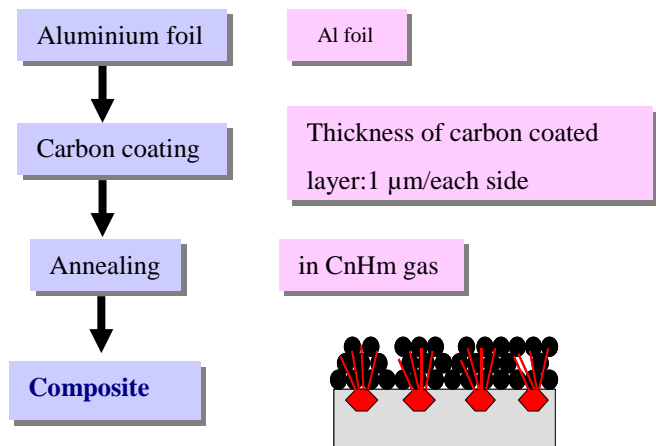 Aluminium foil
Al foil
Carbon coating
Thickness of carbon coated
layer:1 µm/each side
Annealing
in CnHm gas
Composite